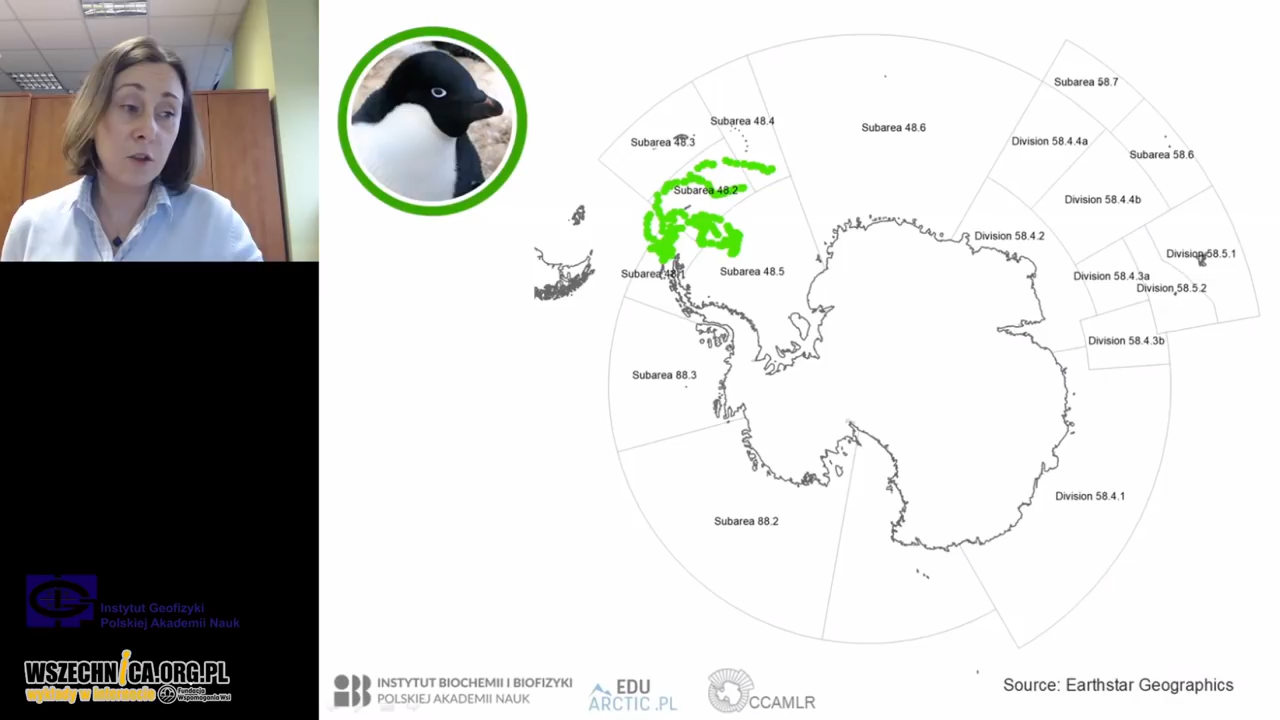 Subarea 58.7
Subarea 48.4
Subarea 48.6
Subarea 48.3
Division 58.4.4a
Subarea 58.6
Subarea 48.2
Division 58.4.4b
Division 58.4.2
Division 58.5.1
Subarea 48.1
Subarea 48.5
Division 58.4.3a
Division 58.5.2
Division 58.4.3b
Subarea 88.3
Division 58.4.1
Subarea 88.2
Instytut Geofizyki
Polskiej Akademii Nauk
WSZECHNICA.ORG.PL
wykłady w internecie
Fundacja
Wspomagania Wsi
INSTYTUT BIOCHEMII I BIOFIZYKI
POLSKIEJ AKADEMII NAUK
EDU
ARCTIC.PL
CCAMLR
Source: Earthstar Geographics